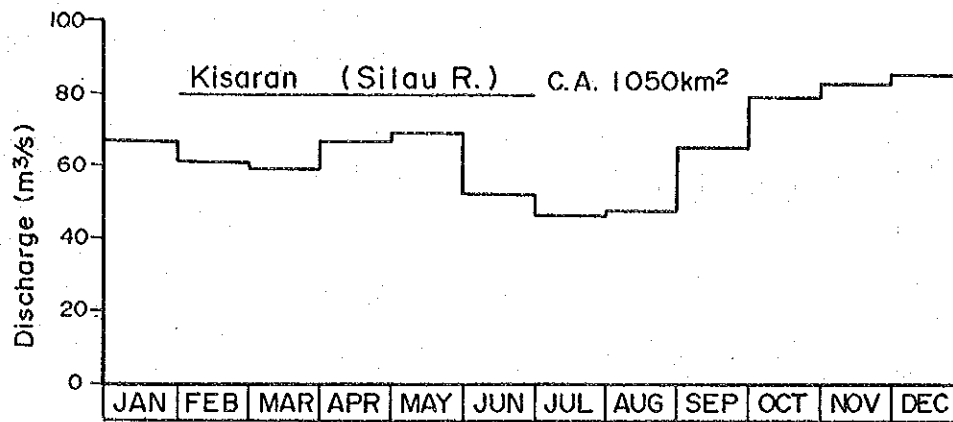 100
Kisaran (Silau R.) C.A. 1050km²
80
60
40
20
0
Discharge (m³/s)
JAN FEB MAR APR MAY JUN JUL AUG SEP OCT NOV DEC